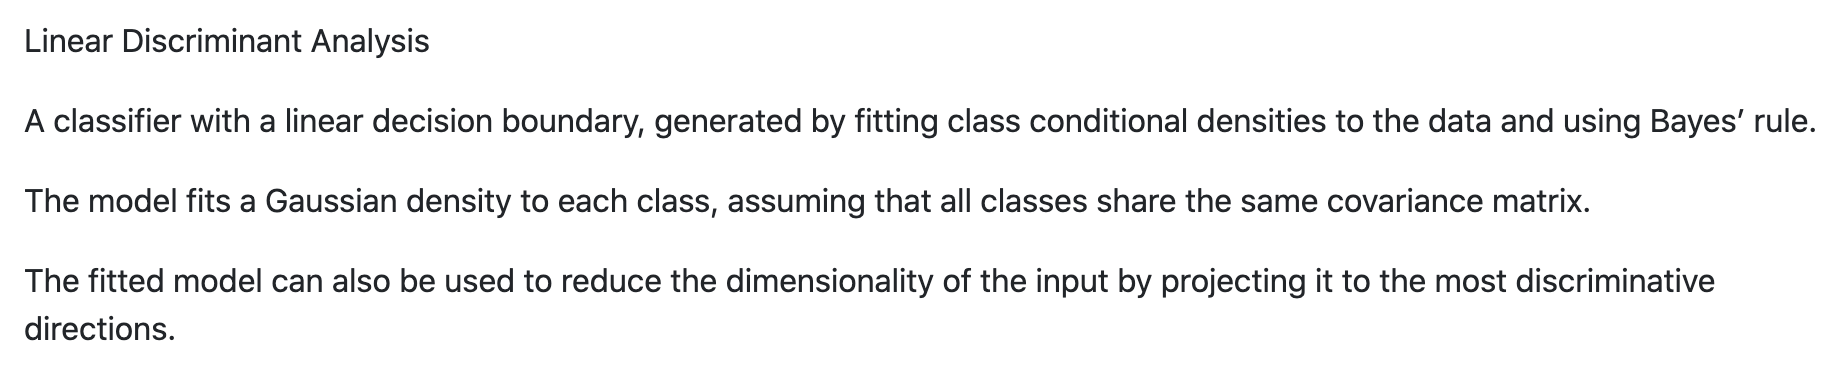 Linear Discriminant Analysis
A classifier with a linear decision boundary, generated by fitting class conditional densities to the data and using Bayes’ rule.
The model fits a Gaussian density to each class, assuming that all classes share the same covariance matrix.
The fitted model can also be used to reduce the dimensionality of the input by projecting it to the most discriminative
directions.